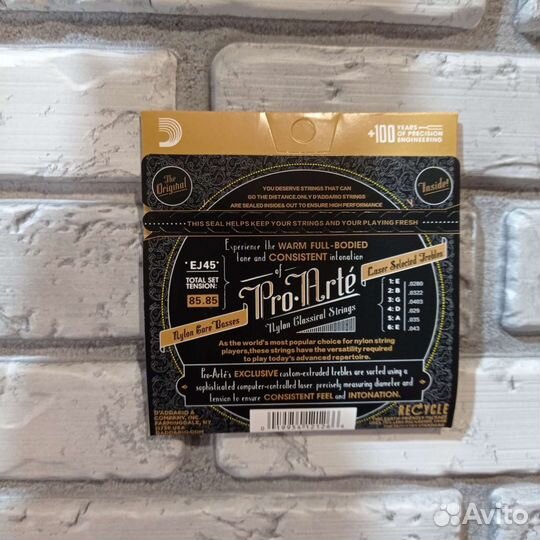 +100 YEARS OF PRECISION ENGINEERING
The Original
Inside!
YOU DESERVE STRINGS THAT CAN
GO THE DISTANCE.ONLY D'ADDARIO STRINGS
ARE SEALED INSIDE OUT TO ENSURE HIGH PERFORMANCE
THIS SEAL HELPS KEEP YOUR STRINGS AND YOUR PLAYING FRESH
Experience the WARM FULL-BODIED
tone and CONSISTENT intonation
of
EJ45
TOTAL SET
TENSION:
85.85
Pro·Arté
Nylon Classical Strings
Nylon Core Basses
Laser Selected Trebles
1: E .0280
2: B .0322
3: G .0403
4: D .029
5: A .035
6: E .043
As the world's most popular choice for nylon string
players,these strings have the versatility required
to play today's advanced repertoire.
Pro-Arté's EXCLUSIVE custom-extruded trebles are sorted using a
sophisticated computer-controlled laser, precisely measuring diameter and
tension to ensure CONSISTENT FEEL and INTONATION.
D'ADDARIO &
COMPANY, INC.
FARMINGDALE, NY.
11735 USA
DADDARIO.COM
RECYCLE
Avito